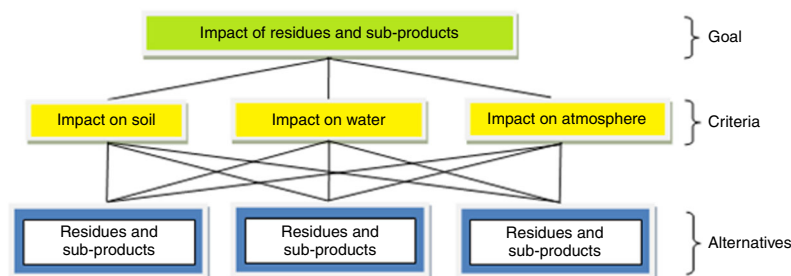 Impact of residues and sub-products
Goal
Impact on soil
Impact on water
Impact on atmosphere
Criteria
Residues and
sub-products
Residues and
sub-products
Residues and
sub-products
Alternatives